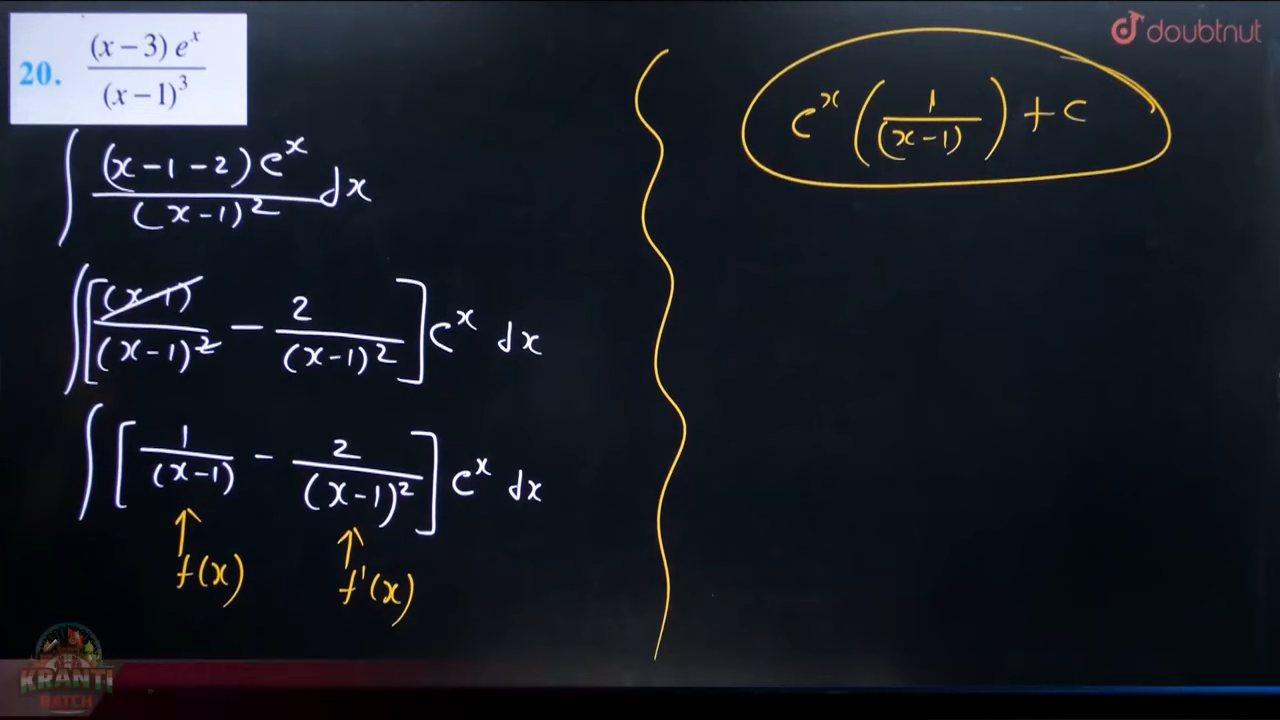 20. (x − 3) e^x / (x − 1)^3
doubtnut
∫ (x−1−2) e^x / (x−1)^2 dx
∫ [ (x−1) / (x−1)^2 − 2 / (x−1)^2 ] e^x dx
∫ [ 1 / (x−1) − 2 / (x−1)^2 ] e^x dx
↑ ↑
f(x) f'(x)
e^x ( 1 / (x−1) ) + c
KRANTI
BATCH